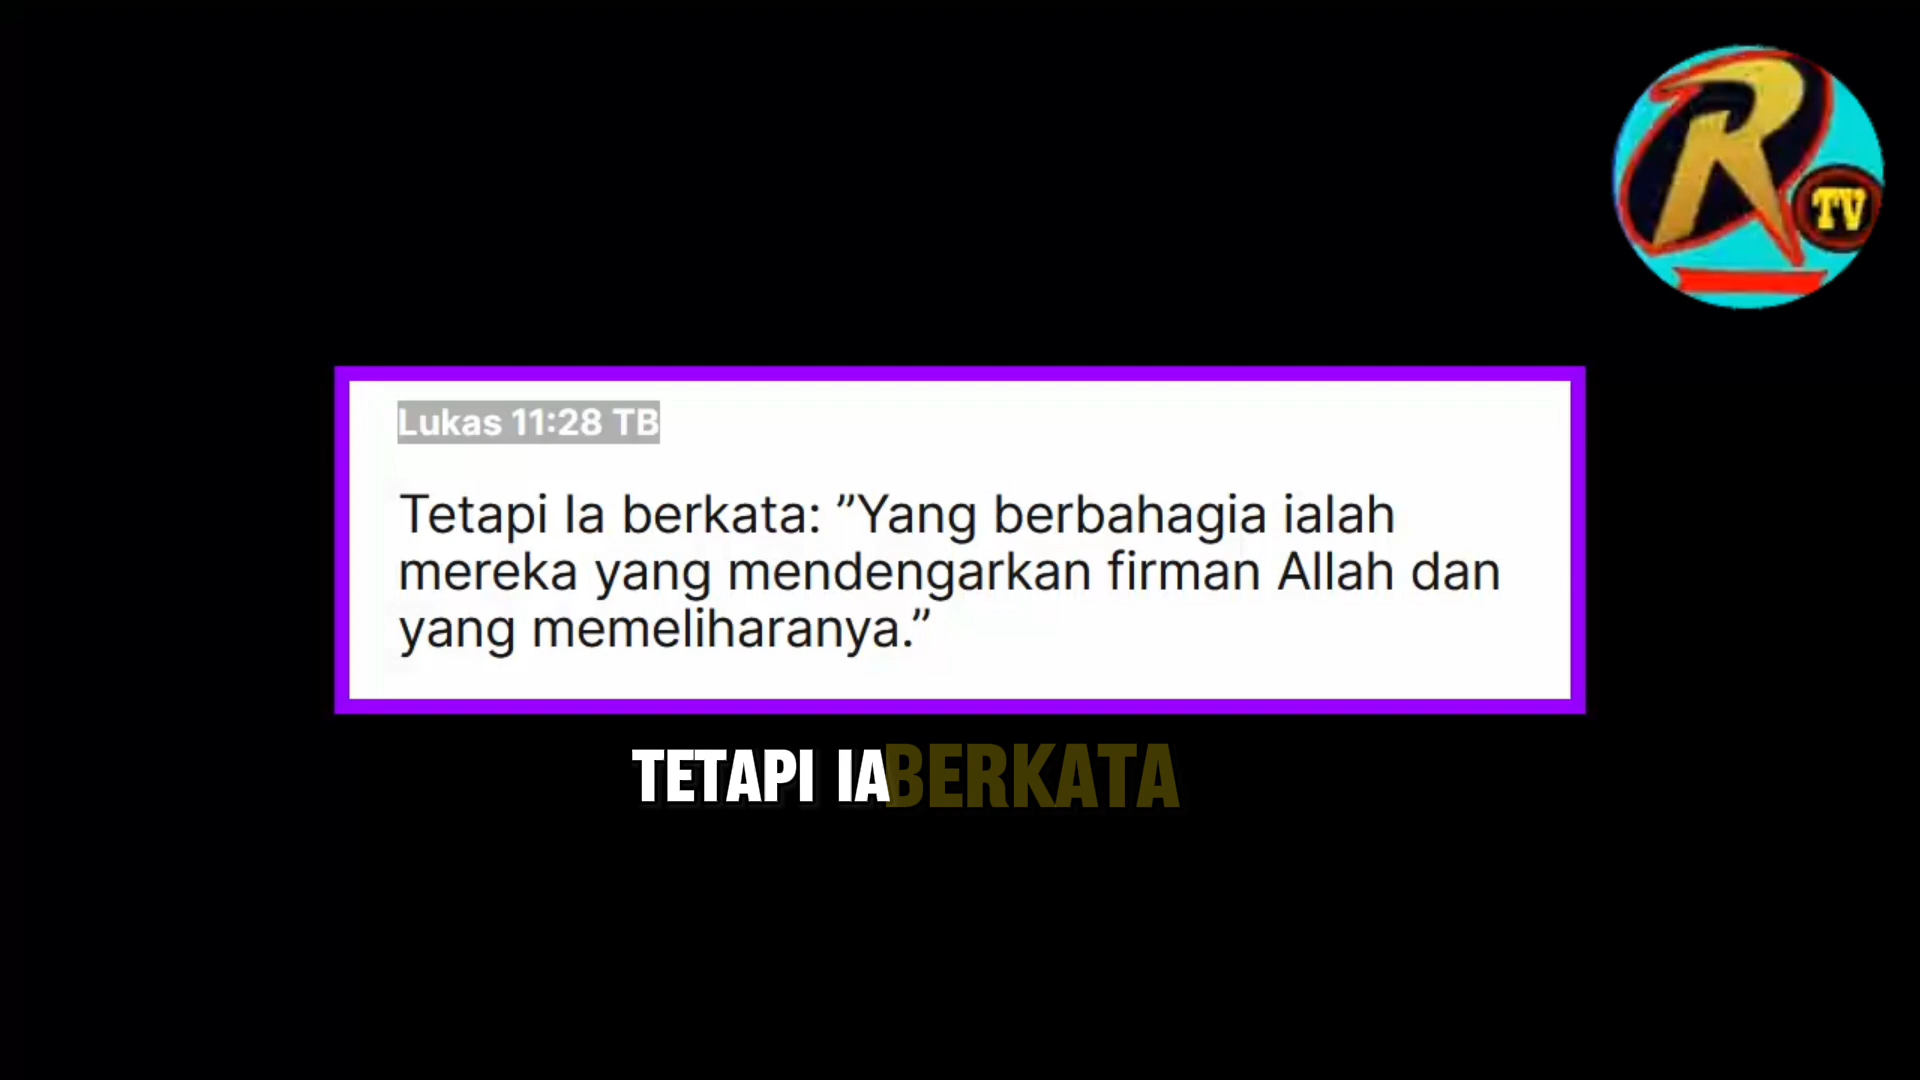 R
TV
Lukas 11:28 TB
Tetapi Ia berkata: ”Yang berbahagia ialah
mereka yang mendengarkan firman Allah dan
yang memeliharanya.”
TETAPI IA BERKATA